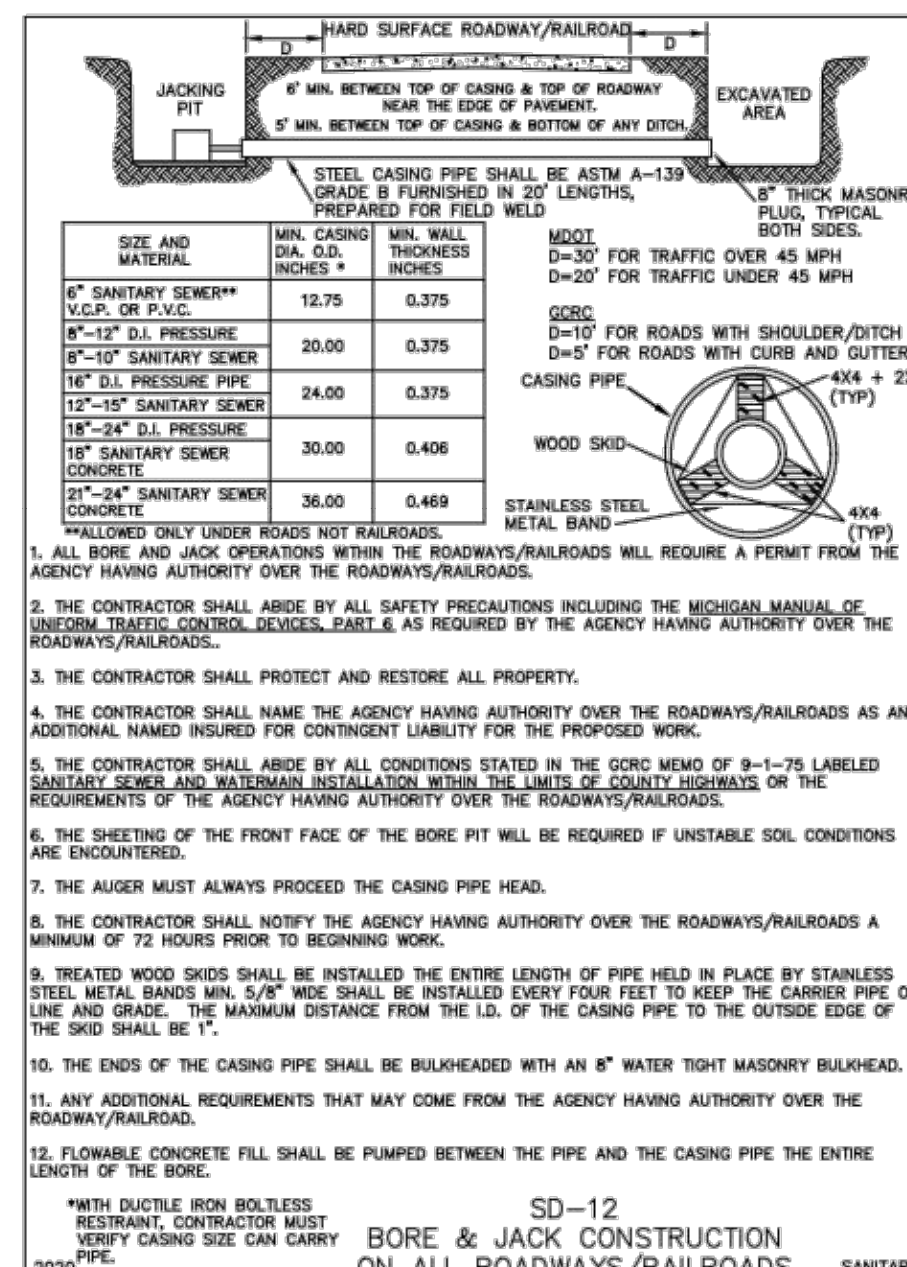 HARD SURFACE ROADWAY/RAILROAD
D
D
JACKING
PIT
6' MIN. BETWEEN TOP OF CASING & TOP OF ROADWAY
NEAR THE EDGE OF PAVEMENT.
5' MIN. BETWEEN TOP OF CASING & BOTTOM OF ANY DITCH.
EXCAVATED
AREA
STEEL CASING PIPE SHALL BE ASTM A-139
GRADE B FURNISHED IN 20' LENGTHS,
PREPARED FOR FIELD WELD
8" THICK MASONR
PLUG, TYPICAL
BOTH SIDES.
SIZE AND
MATERIAL
MIN. CASING
DIA. O.D.
INCHES *
MIN. WALL
THICKNESS
INCHES
6" SANITARY SEWER**
V.C.P. OR P.V.C.
12.75
0.375
8"-12" D.I. PRESSURE
8"-10" SANITARY SEWER
20.00
0.375
16" D.I. PRESSURE PIPE
12"-15" SANITARY SEWER
24.00
0.375
18"-24" D.I. PRESSURE
18" SANITARY SEWER
CONCRETE
30.00
0.406
21"-24" SANITARY SEWER
CONCRETE
36.00
0.469
**ALLOWED ONLY UNDER ROADS NOT RAILROADS.
MDOT
D=30' FOR TRAFFIC OVER 45 MPH
D=20' FOR TRAFFIC UNDER 45 MPH
GCRC
D=10' FOR ROADS WITH SHOULDER/DITCH
D=5' FOR ROADS WITH CURB AND GUTTER
CASING PIPE
4X4 + 2
(TYP)
WOOD SKID
STAINLESS STEEL
METAL BAND
4X4
(TYP)
1. ALL BORE AND JACK OPERATIONS WITHIN THE ROADWAYS/RAILROADS WILL REQUIRE A PERMIT FROM THE
AGENCY HAVING AUTHORITY OVER THE ROADWAYS/RAILROADS.
2. THE CONTRACTOR SHALL ABIDE BY ALL SAFETY PRECAUTIONS INCLUDING THE MICHIGAN MANUAL OF
UNIFORM TRAFFIC CONTROL DEVICES, PART 6 AS REQUIRED BY THE AGENCY HAVING AUTHORITY OVER THE
ROADWAYS/RAILROADS..
3. THE CONTRACTOR SHALL PROTECT AND RESTORE ALL PROPERTY.
4. THE CONTRACTOR SHALL NAME THE AGENCY HAVING AUTHORITY OVER THE ROADWAYS/RAILROADS AS AN
ADDITIONAL NAMED INSURED FOR CONTINGENT LIABILITY FOR THE PROPOSED WORK.
5. THE CONTRACTOR SHALL ABIDE BY ALL CONDITIONS STATED IN THE GCRC MEMO OF 9-1-75 LABELED
SANITARY SEWER AND WATERMAIN INSTALLATION WITHIN THE LIMITS OF COUNTY HIGHWAYS OR THE
REQUIREMENTS OF THE AGENCY HAVING AUTHORITY OVER THE ROADWAYS/RAILROADS.
6. THE SHEETING OF THE FRONT FACE OF THE BORE PIT WILL BE REQUIRED IF UNSTABLE SOIL CONDITIONS
ARE ENCOUNTERED.
7. THE AUGER MUST ALWAYS PROCEED THE CASING PIPE HEAD.
8. THE CONTRACTOR SHALL NOTIFY THE AGENCY HAVING AUTHORITY OVER THE ROADWAYS/RAILROADS A
MINIMUM OF 72 HOURS PRIOR TO BEGINNING WORK.
9. TREATED WOOD SKIDS SHALL BE INSTALLED THE ENTIRE LENGTH OF PIPE HELD IN PLACE BY STAINLESS
STEEL METAL BANDS MIN. 5/8" WIDE SHALL BE INSTALLED EVERY FOUR FEET TO KEEP THE CARRIER PIPE O
LINE AND GRADE. THE MAXIMUM DISTANCE FROM THE I.D. OF THE CASING PIPE TO THE OUTSIDE EDGE OF
THE SKID SHALL BE 1".
10. THE ENDS OF THE CASING PIPE SHALL BE BULKHEADED WITH AN 8" WATER TIGHT MASONRY BULKHEAD.
11. ANY ADDITIONAL REQUIREMENTS THAT MAY COME FROM THE AGENCY HAVING AUTHORITY OVER THE
ROADWAY/RAILROAD.
12. FLOWABLE CONCRETE FILL SHALL BE PUMPED BETWEEN THE PIPE AND THE CASING PIPE THE ENTIRE
LENGTH OF THE BORE.
*WITH DUCTILE IRON BOLTLESS
RESTRAINT, CONTRACTOR MUST
VERIFY CASING SIZE CAN CARRY
PIPE.
2020
SD-12
BORE & JACK CONSTRUCTION
ON ALL ROADWAYS/RAILROADS
SANITAR